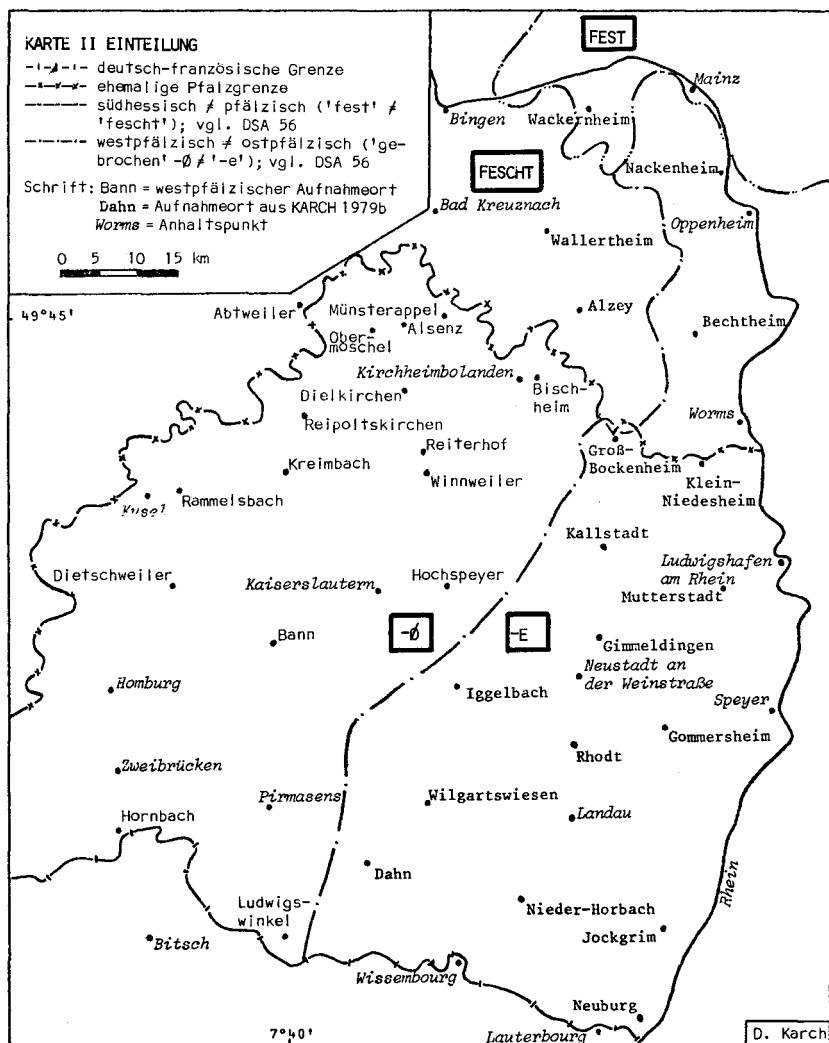 FEST
KARTE II EINTEILUNG
deutsch-französische Grenze
ehemalige Pfalzgrenze
südhessisch ≠ pfälzisch ('fest' ≠
'fescht'); vgl. DSA 56
westpfälzisch ≠ ostpfälzisch ('ge-
brochen' -Ø ≠ '-e'); vgl. DSA 56
Schrift: Bann = westpfälzischer Aufnahmeort
Dahn = Aufnahmeort aus KARCH 1979b
Worms = Anhaltspunkt
0 5 10 15 km
Mainz
Bingen
Wackernheim
FESCHT
Nackenheim
Bad Kreuznach
Oppenheim
Wallertheim
49°45'
Abtweiler
Münsterappel
Alsenz
Ober-
moschel
Alzey
Bechtheim
Kirchheimbolanden
Bisch-
heim
Dielkirchen
Reipoltskirchen
Worms
Reiterhof
Groß-
Bockenheim
Kreimbach
Winnweiler
Klein-
Niedesheim
Kusel
Rammelsbach
Kallstadt
Ludwigshafen
am Rhein
Dietschweiler
Kaiserslautern
Hochspeyer
Mutterstadt
-Ø
-E
Bann
Gimmeldingen
Neustadt an
der Weinstraße
Homburg
Iggelbach
Speyer
Gommersheim
Rhodt
Zweibrücken
Pirmasens
Wilgartswiesen
Landau
Hornbach
Dahn
Rhein
Ludwigs-
winkel
Nieder-Horbach
Jockgrim
Bitsch
Wissembourg
Neuburg
7°40'
Lauterbourg
D. Karch